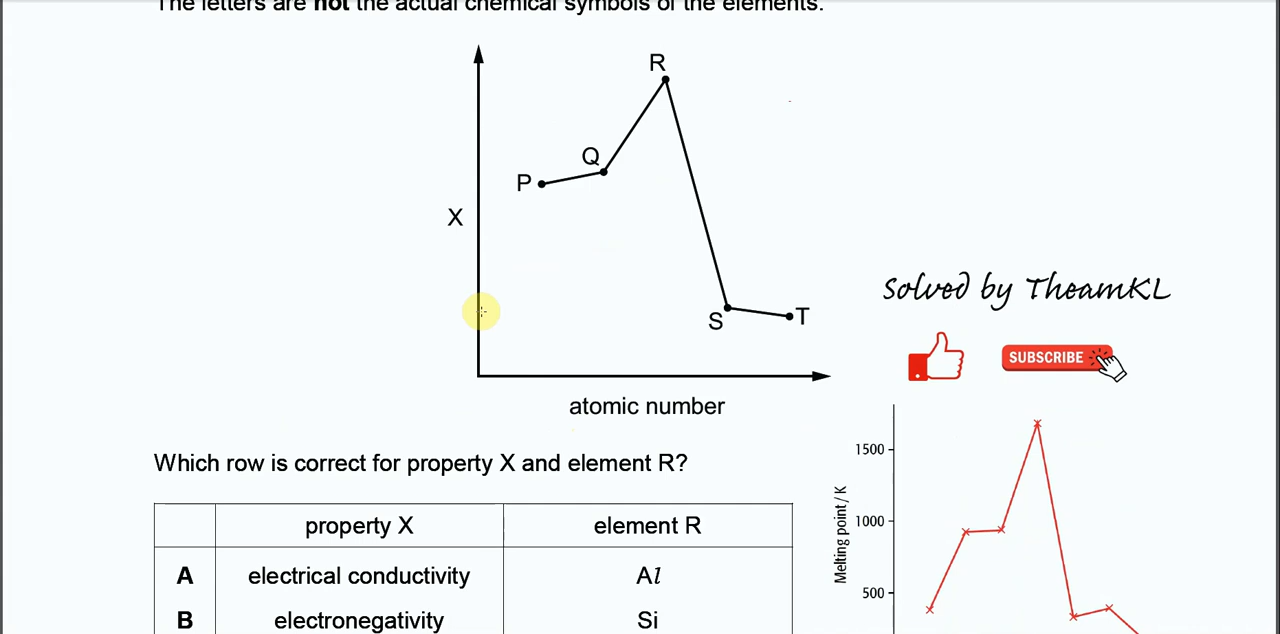 The letters are not the actual chemical symbols of the elements.
R
Q
P
X
S
T
atomic number
Solved by TheamKL
SUBSCRIBE
Which row is correct for property X and element R?
property X element R
A electrical conductivity Al
B electronegativity Si
Melting point / K
1500
1000
500